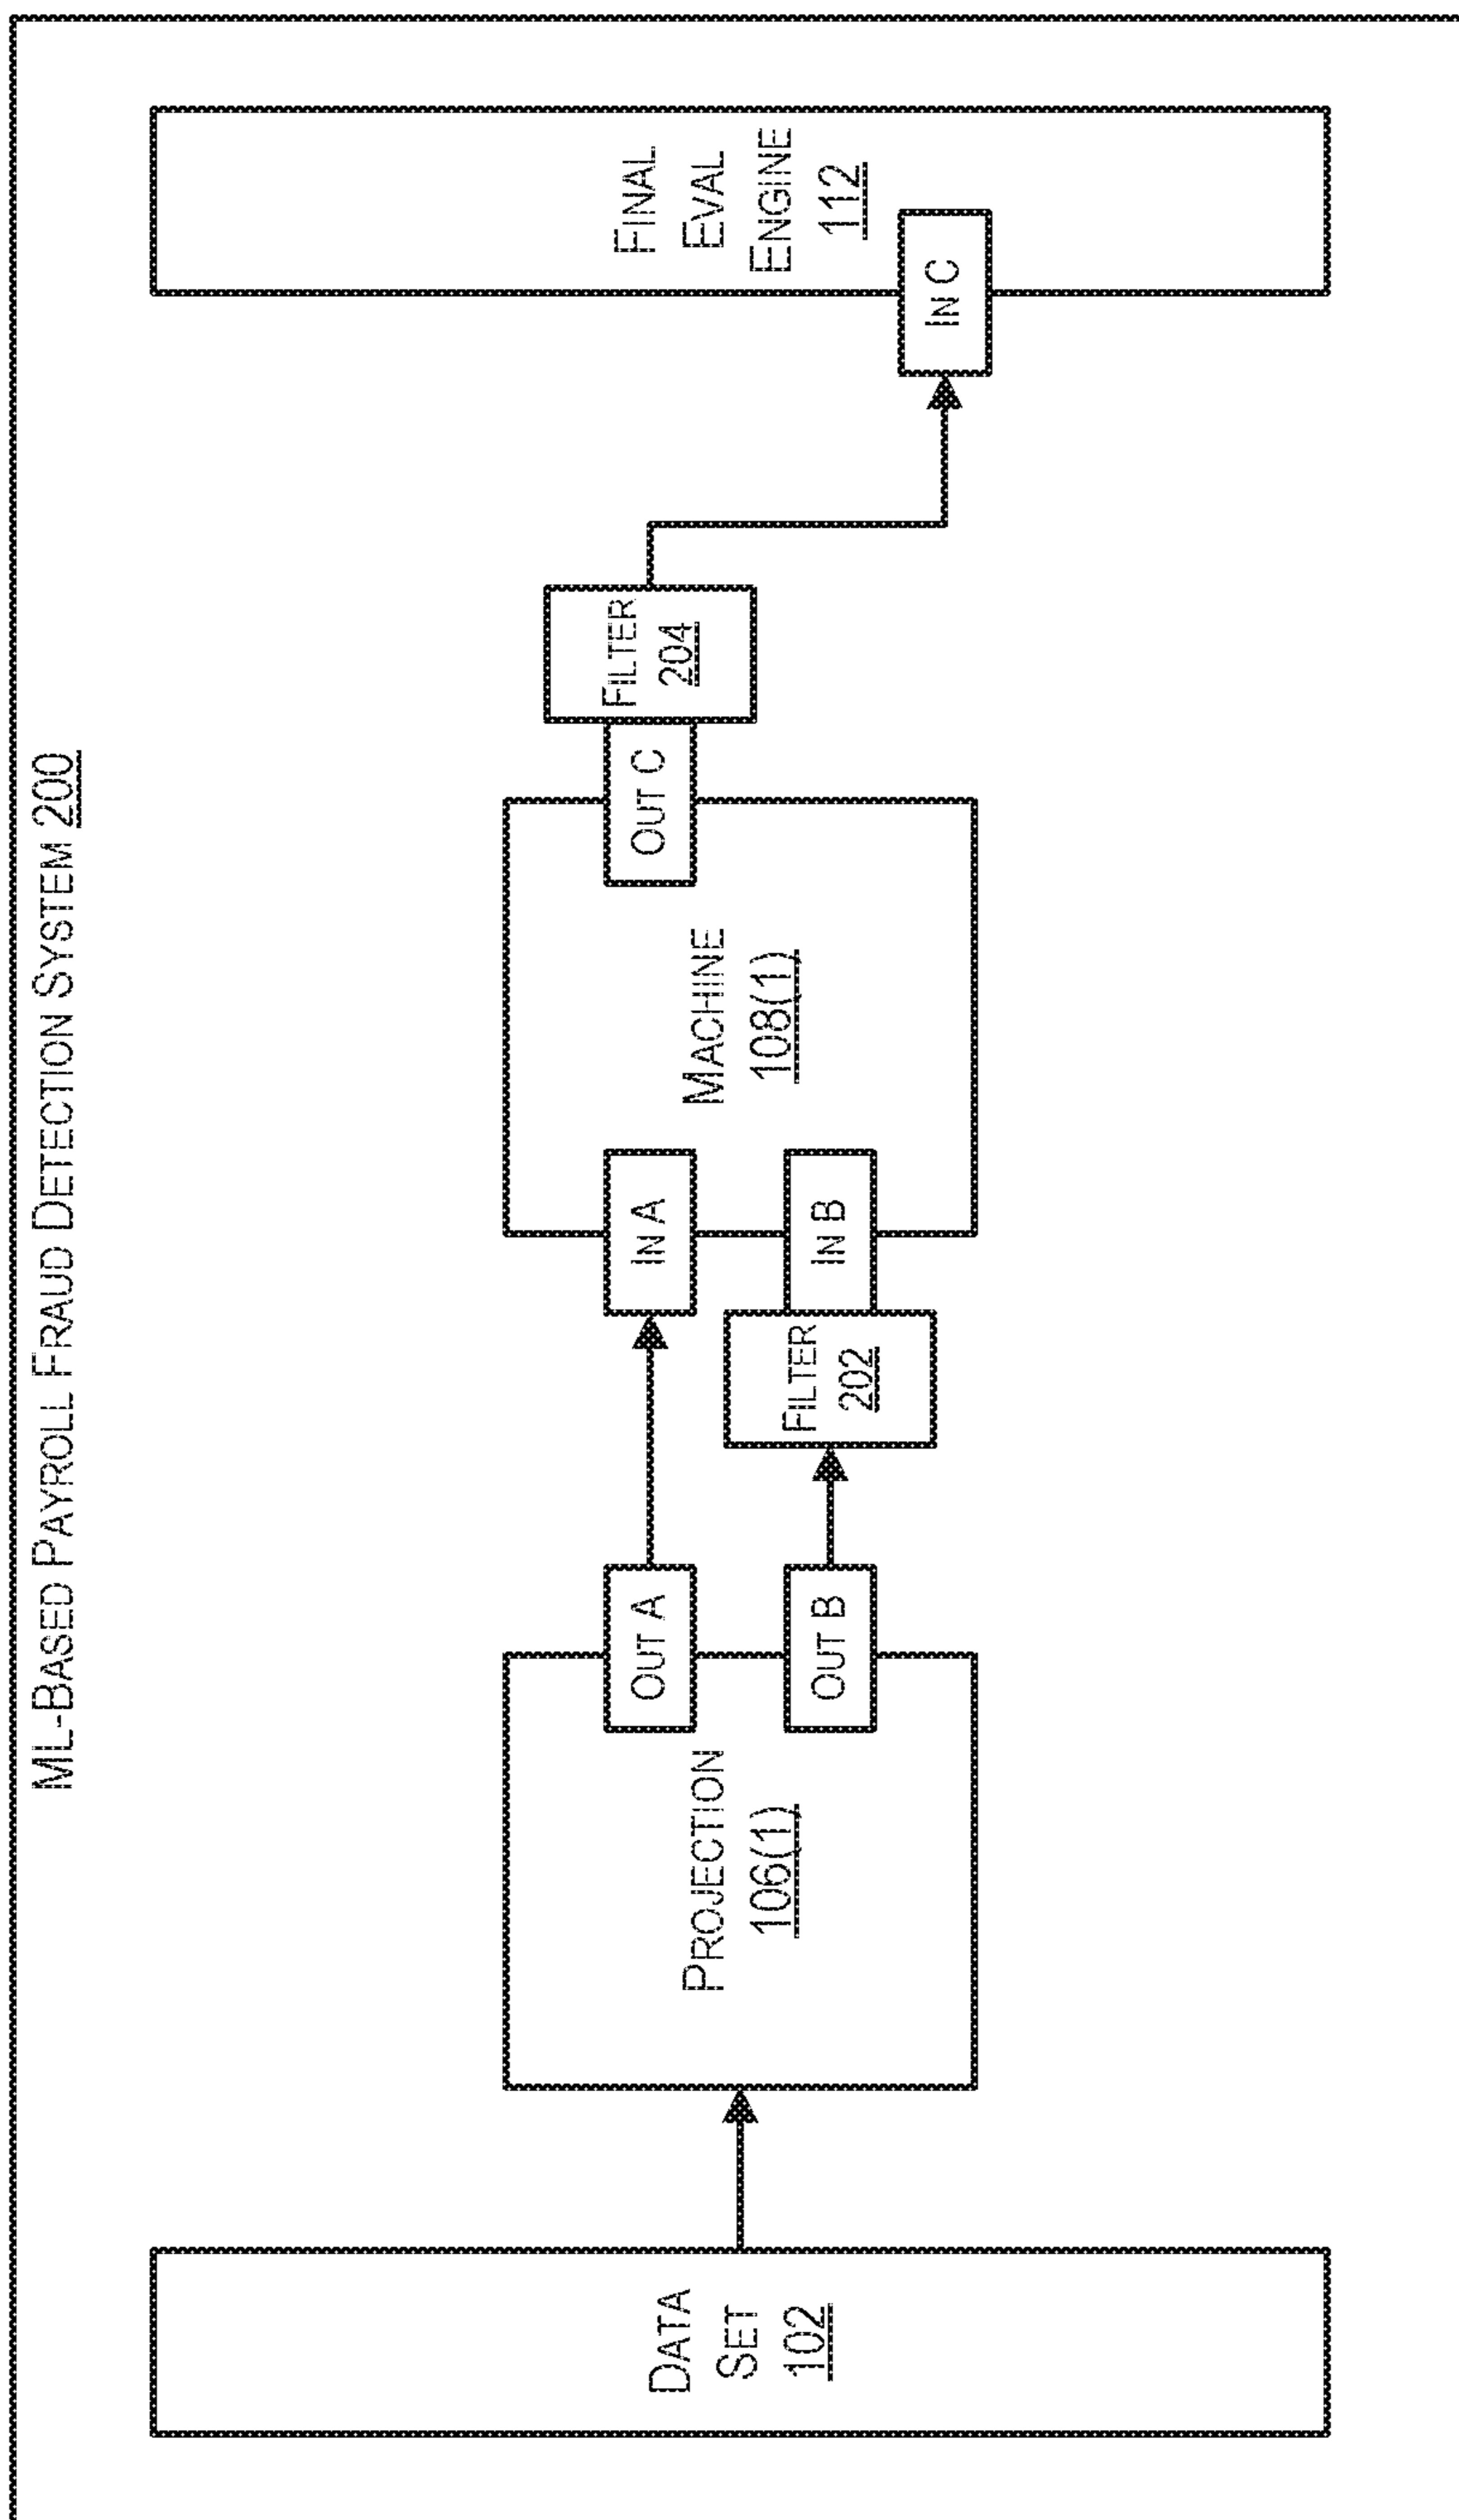 ML-BASED PAYROLL FRAUD DETECTION SYSTEM 200
DATA
SET
102
PROJECTION
106(1)
OUT A
OUT B
FILTER
202
IN A
IN B
MACHINE
108(1)
OUT C
FILTER
204
IN C
FINAL
EVAL
ENGINE
112